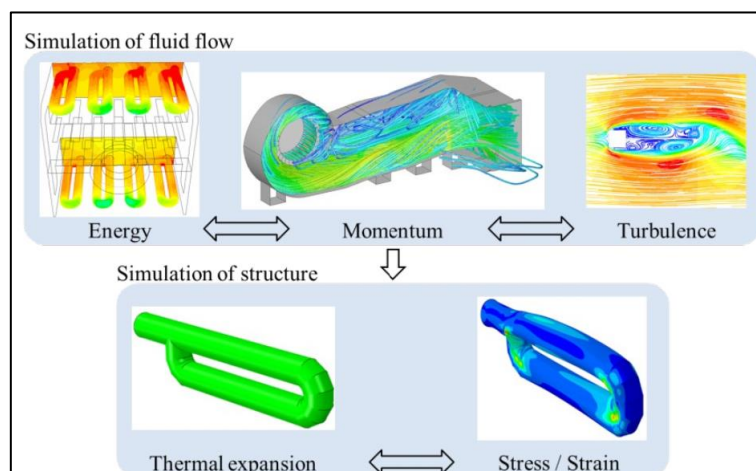 Simulation of fluid flow
Energy Momentum Turbulence
Simulation of structure
Thermal expansion Stress / Strain